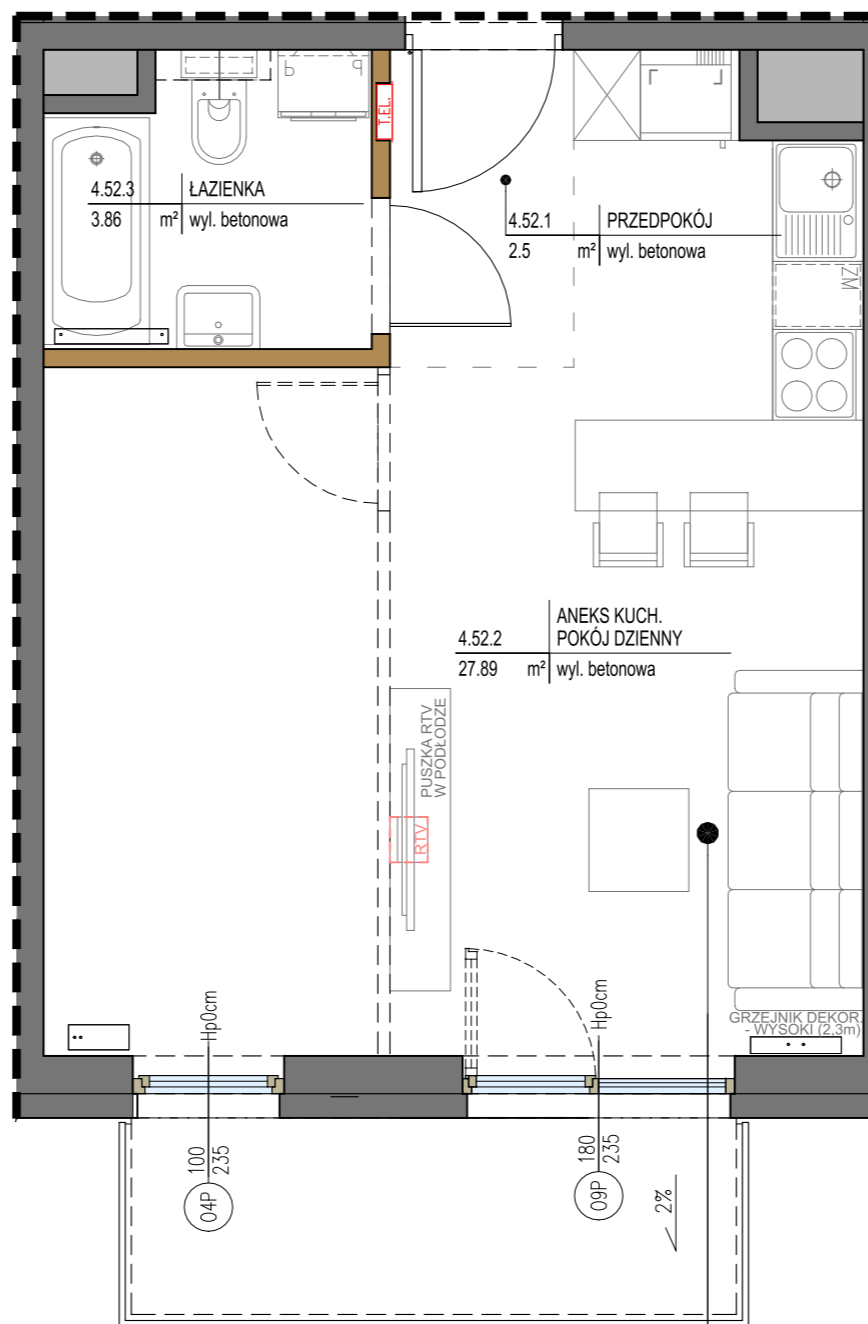 P P
T.EL.
4.52.3 ŁAZIENKA
3.86 m² wyl. betonowa
4.52.1 PRZEDPOKÓJ
2.5 m² wyl. betonowa
ZM
4.52.2 ANEKS KUCH.
POKÓJ DZIENNY
27.89 m² wyl. betonowa
PUSZKA RTV
W PODŁODZE
RTV
GRZEJNIK DEKOR.
- WYSOKI (2,3m)
Hp0cm
Hp0cm
100
235
04P
180
235
09P
2%